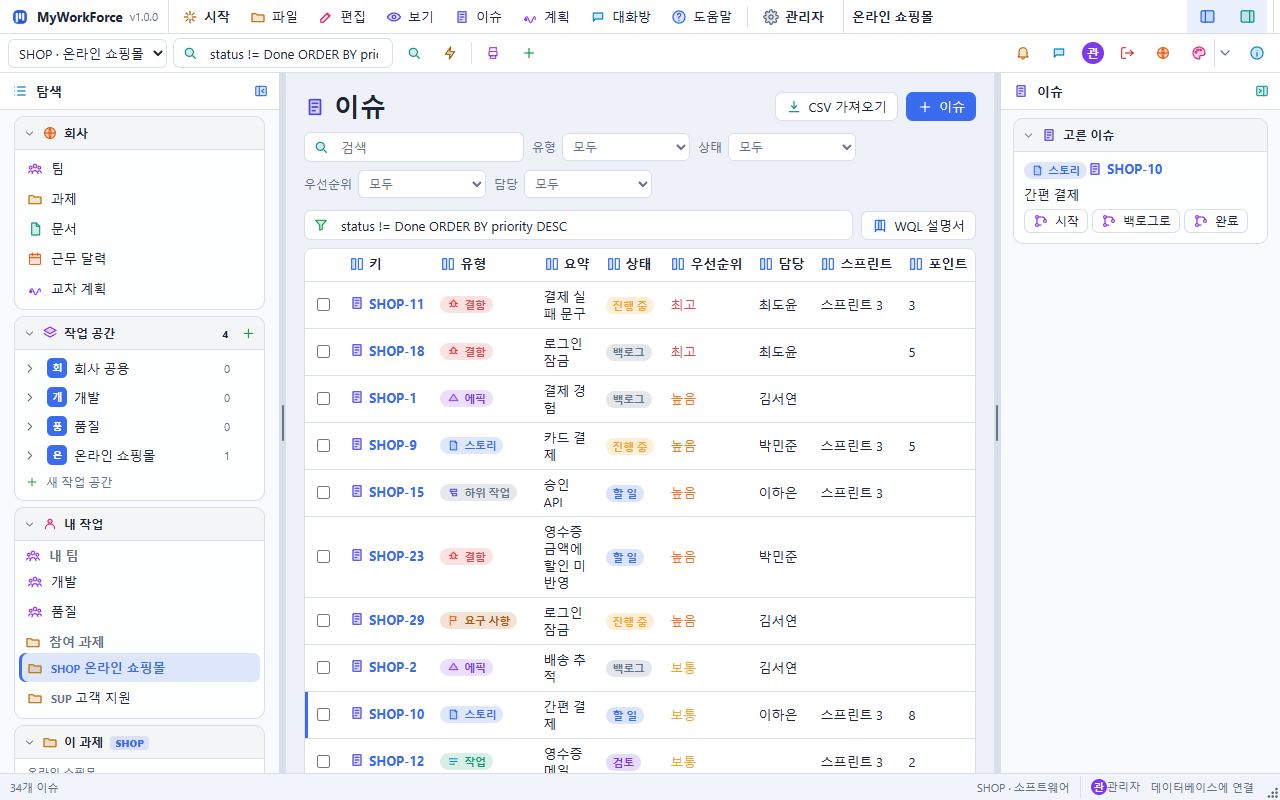 MyWorkForce v1.0.0 시작 파일 편집 보기 이슈 계획 대화방 도움말 관리자 온라인 쇼핑몰
SHOP · 온라인 쇼핑몰 status != Done ORDER BY prio 관
탐색
회사
팀
과제
문서
근무 달력
교차 계획
작업 공간 4
회 회사 공용 0
개 개발 0
품 품질 0
온 온라인 쇼핑몰 1
새 작업 공간
내 작업
내 팀
개발
품질
참여 과제
SHOP 온라인 쇼핑몰
SUP 고객 지원
이 과제 SHOP
온라인 쇼핑몰
이슈
CSV 가져오기 이슈
검색 유형 모두 상태 모두
우선순위 모두 담당 모두
status != Done ORDER BY priority DESC WQL 설명서
키 유형 요약 상태 우선순위 담당 스프린트 포인트
SHOP-11 결함 결제 실패 문구 진행 중 최고 최도윤 스프린트 3 3
SHOP-18 결함 로그인 잠금 백로그 최고 최도윤 5
SHOP-1 에픽 결제 경험 백로그 높음 김서연
SHOP-9 스토리 카드 결제 진행 중 높음 박민준 스프린트 3 5
SHOP-15 하위 작업 승인 API 할 일 높음 이하은 스프린트 3
SHOP-23 결함 영수증 금액에 할인 미반영 할 일 높음 박민준
SHOP-29 요구 사항 로그인 잠금 진행 중 높음 김서연
SHOP-2 에픽 배송 추적 백로그 보통 김서연
SHOP-10 스토리 간편 결제 할 일 보통 이하은 스프린트 3 8
SHOP-12 작업 영수증 메일 검토 보통 스프린트 3 2
이슈
고른 이슈
스토리 SHOP-10
간편 결제
시작 백로그로 완료
34개 이슈 SHOP · 소프트웨어 관 관리자 데이터베이스에 연결